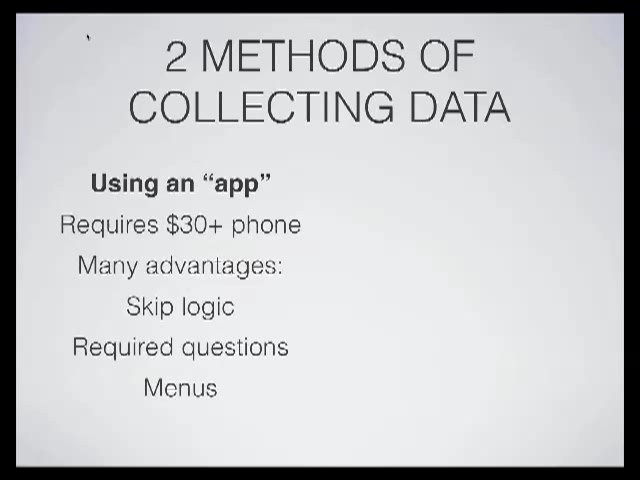 2 METHODS OF
COLLECTING DATA
Using an “app”
Requires $30+ phone
Many advantages:
Skip logic
Required questions
Menus